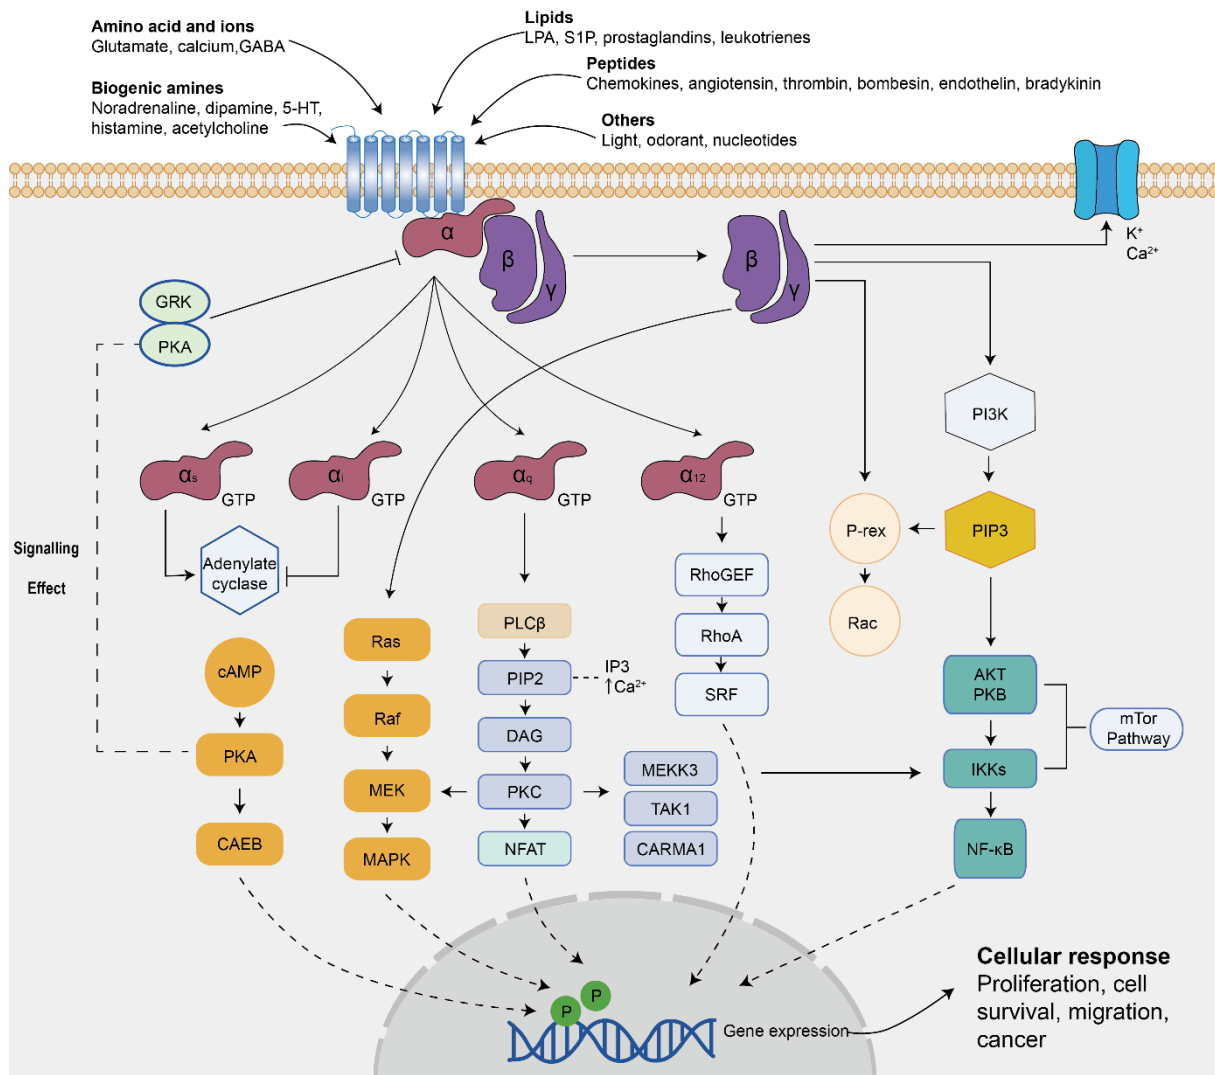 Amino acid and ions
Glutamate, calcium,GABA
Biogenic amines
Noradrenaline, dipamine, 5-HT,
histamine, acetylcholine
Lipids
LPA, S1P, prostaglandins, leukotrienes
Peptides
Chemokines, angiotensin, thrombin, bombesin, endothelin, bradykinin
Others
Light, odorant, nucleotides
K⁺
Ca²⁺
α
β
γ
β
γ
GRK
PKA
PI3K
αs
GTP
αi
GTP
αq
GTP
α12
GTP
P-rex
PIP3
Signalling
Effect
Adenylate
cyclase
RhoGEF
PLCβ
Ras
RhoA
Rac
cAMP
PIP2
IP3
↑Ca²⁺
SRF
AKT
PKB
Raf
DAG
mTor
Pathway
PKA
MEK
PKC
MEKK3
IKKs
TAK1
CAEB
MAPK
NFAT
CARMA1
NF-κB
P
P
Gene expression
Cellular response
Proliferation, cell
survival, migration,
cancer